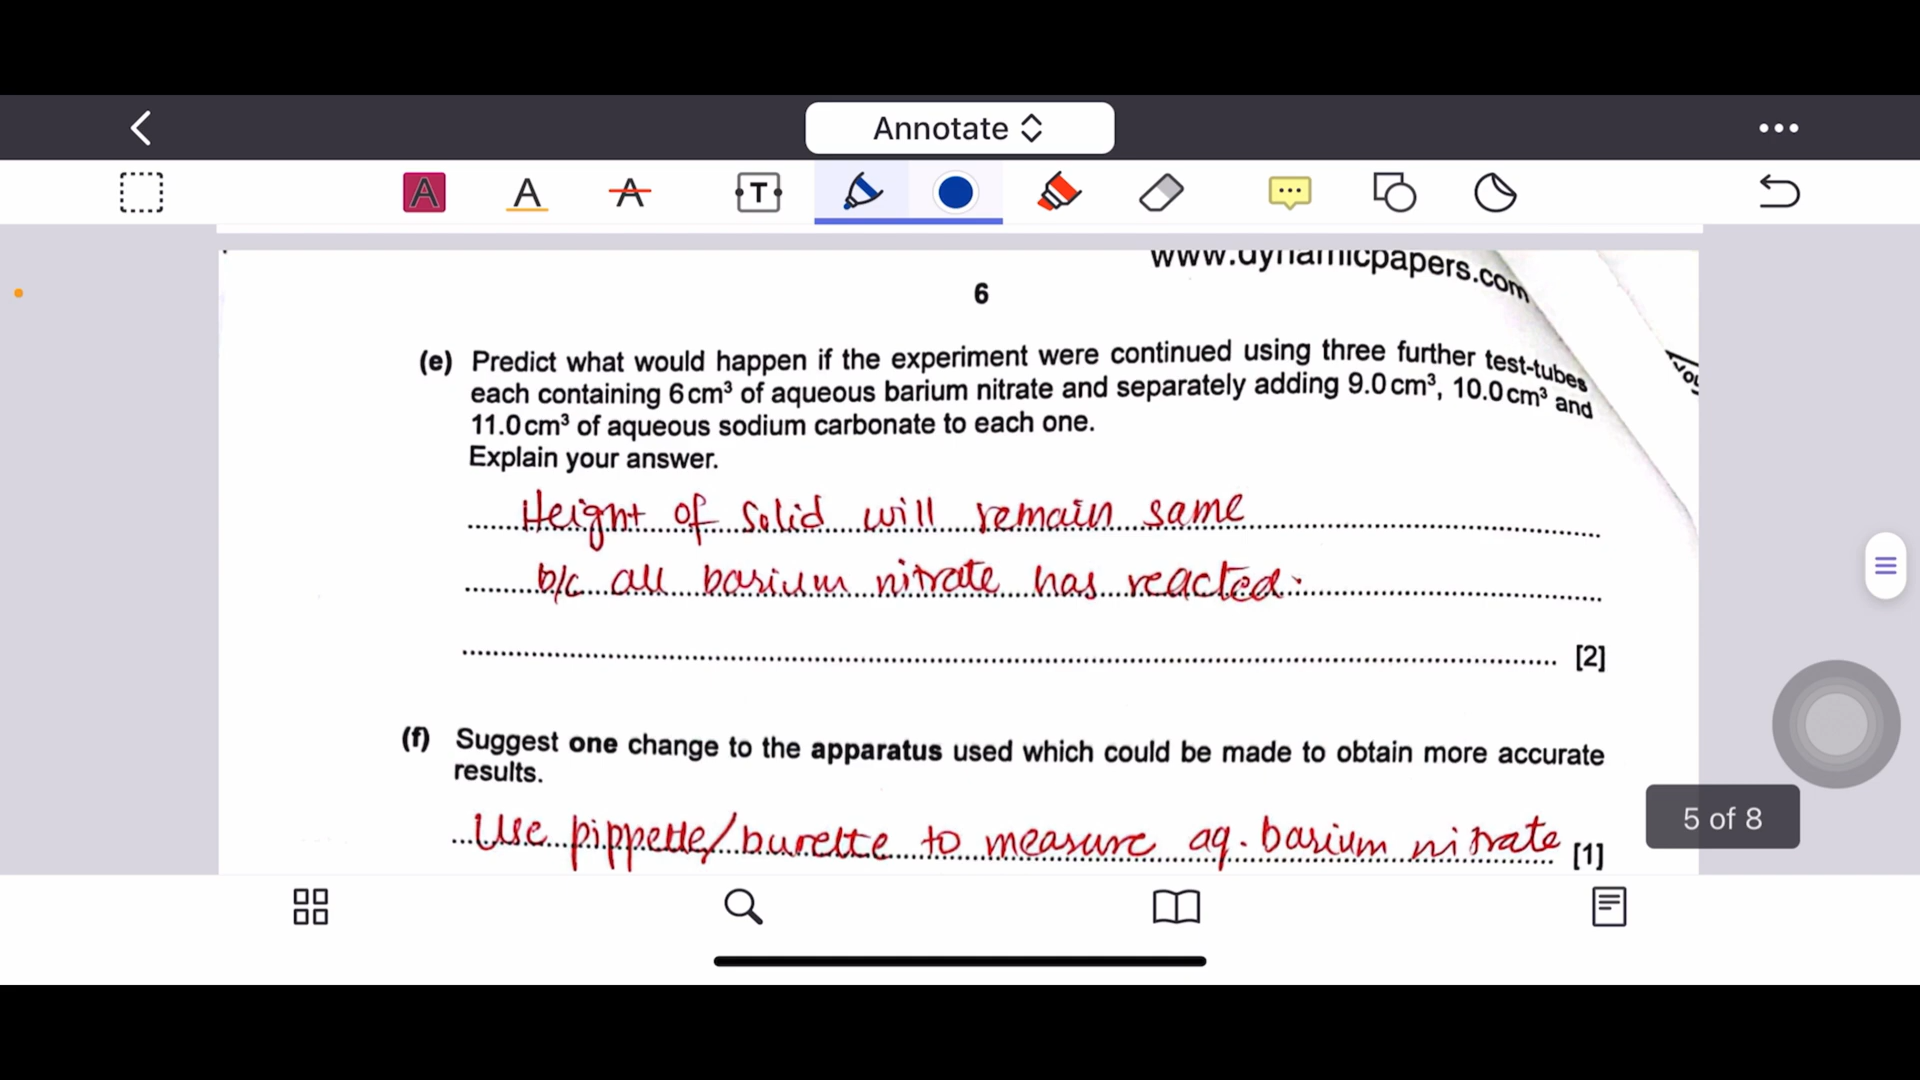 Annotate
A A A T
www.dynamicpapers.com
6
(e) Predict what would happen if the experiment were continued using three further test-tubes
each containing 6 cm³ of aqueous barium nitrate and separately adding 9.0 cm³, 10.0 cm³ and
11.0 cm³ of aqueous sodium carbonate to each one.
Explain your answer.
Height of solid will remain same
b/c all barium nitrate has reacted.
[2]
(f) Suggest one change to the apparatus used which could be made to obtain more accurate
results.
Use pippette/burette to measure aq. barium nitrate [1]
5 of 8